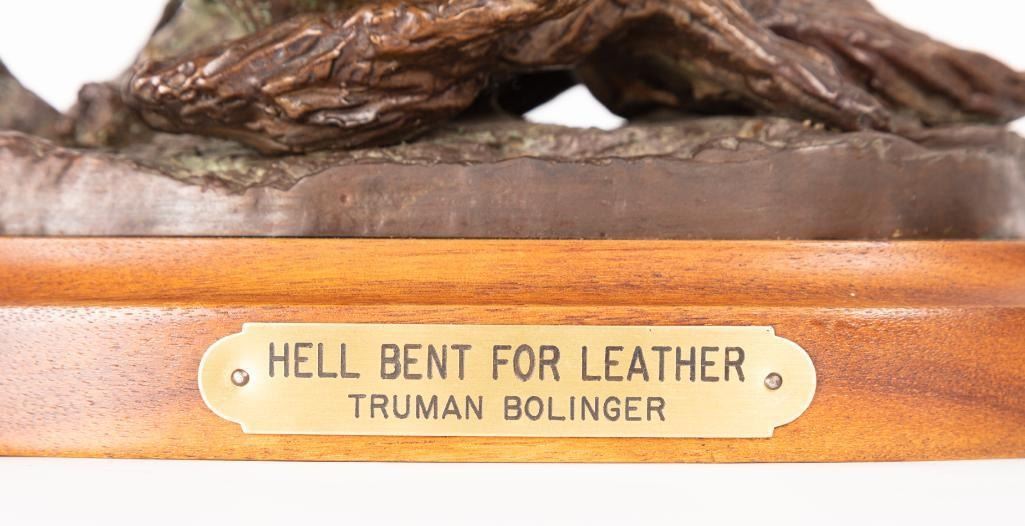 HELL BENT FOR LEATHER
TRUMAN BOLINGER